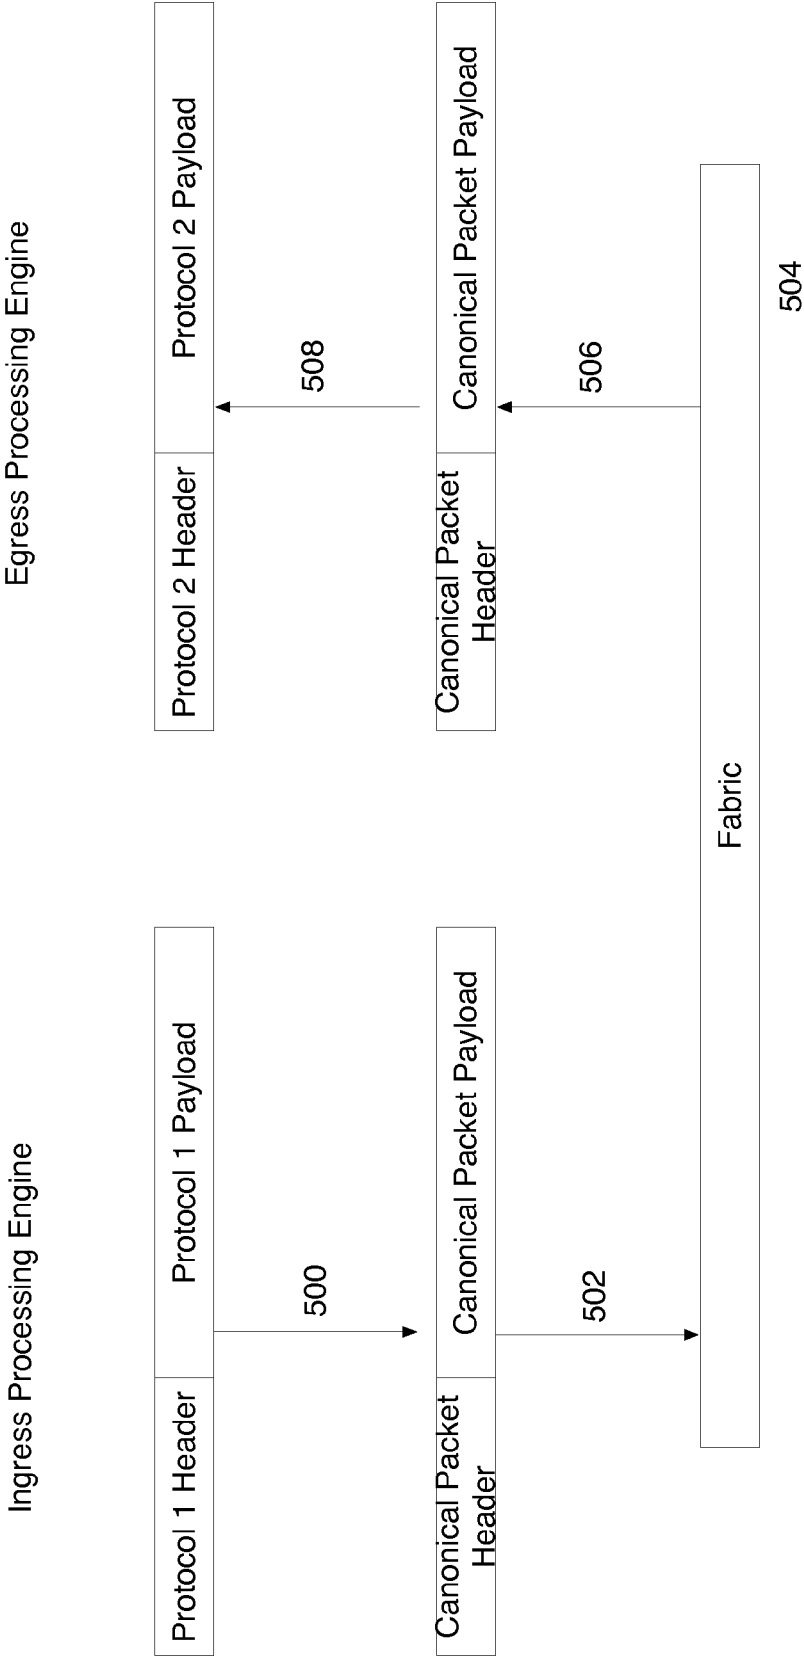 Ingress Processing Engine
Egress Processing Engine
Protocol 1 Header
Protocol 1 Payload
Protocol 2 Header
Protocol 2 Payload
500
508
Canonical Packet
Header
Canonical Packet Payload
Canonical Packet
Header
Canonical Packet Payload
502
506
Fabric
504